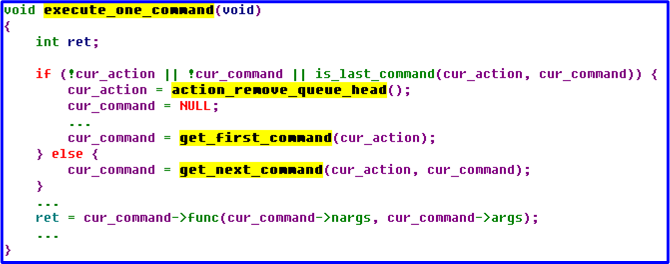 void execute_one_command(void)
{
    int ret;

    if (!cur_action || !cur_command || is_last_command(cur_action, cur_command)) {
        cur_action = action_remove_queue_head();
        cur_command = NULL;
        ...
        cur_command = get_first_command(cur_action);
    } else {
        cur_command = get_next_command(cur_action, cur_command);
    }
    ...
    ret = cur_command->func(cur_command->nargs, cur_command->args);
    ...
}